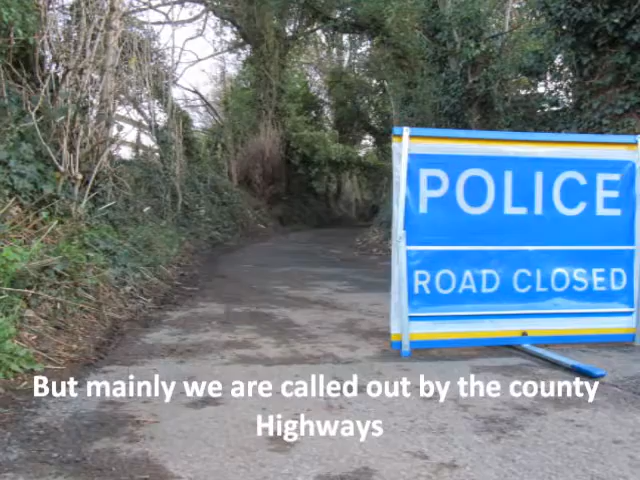 POLICE
ROAD CLOSED
But mainly we are called out by the county
Highways